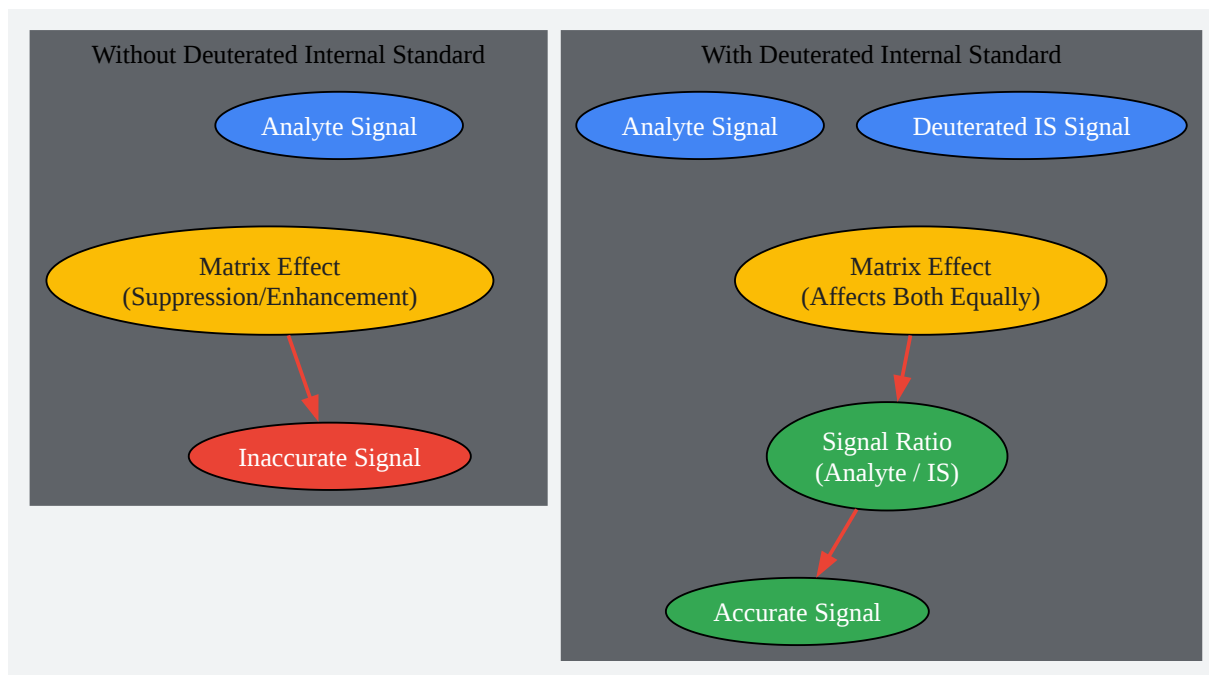 Without Deuterated Internal Standard
Analyte Signal
Matrix Effect
(Suppression/Enhancement)
Inaccurate Signal
With Deuterated Internal Standard
Analyte Signal
Deuterated IS Signal
Matrix Effect
(Affects Both Equally)
Signal Ratio
(Analyte / IS)
Accurate Signal